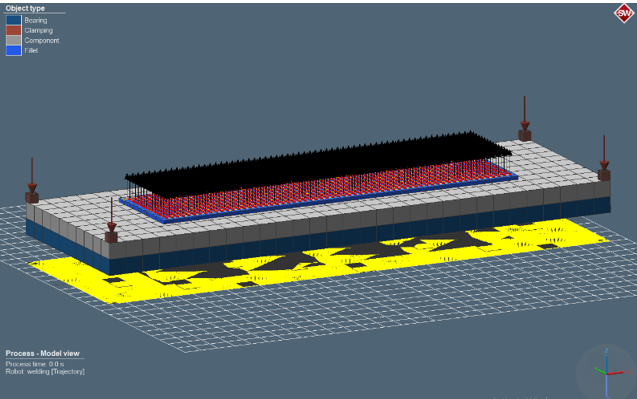 Object type
Bearing
Clamping
Component
Fillet
SW
Process - Model view
Process time: 0.0 s
Robot: welding [Trajectory]